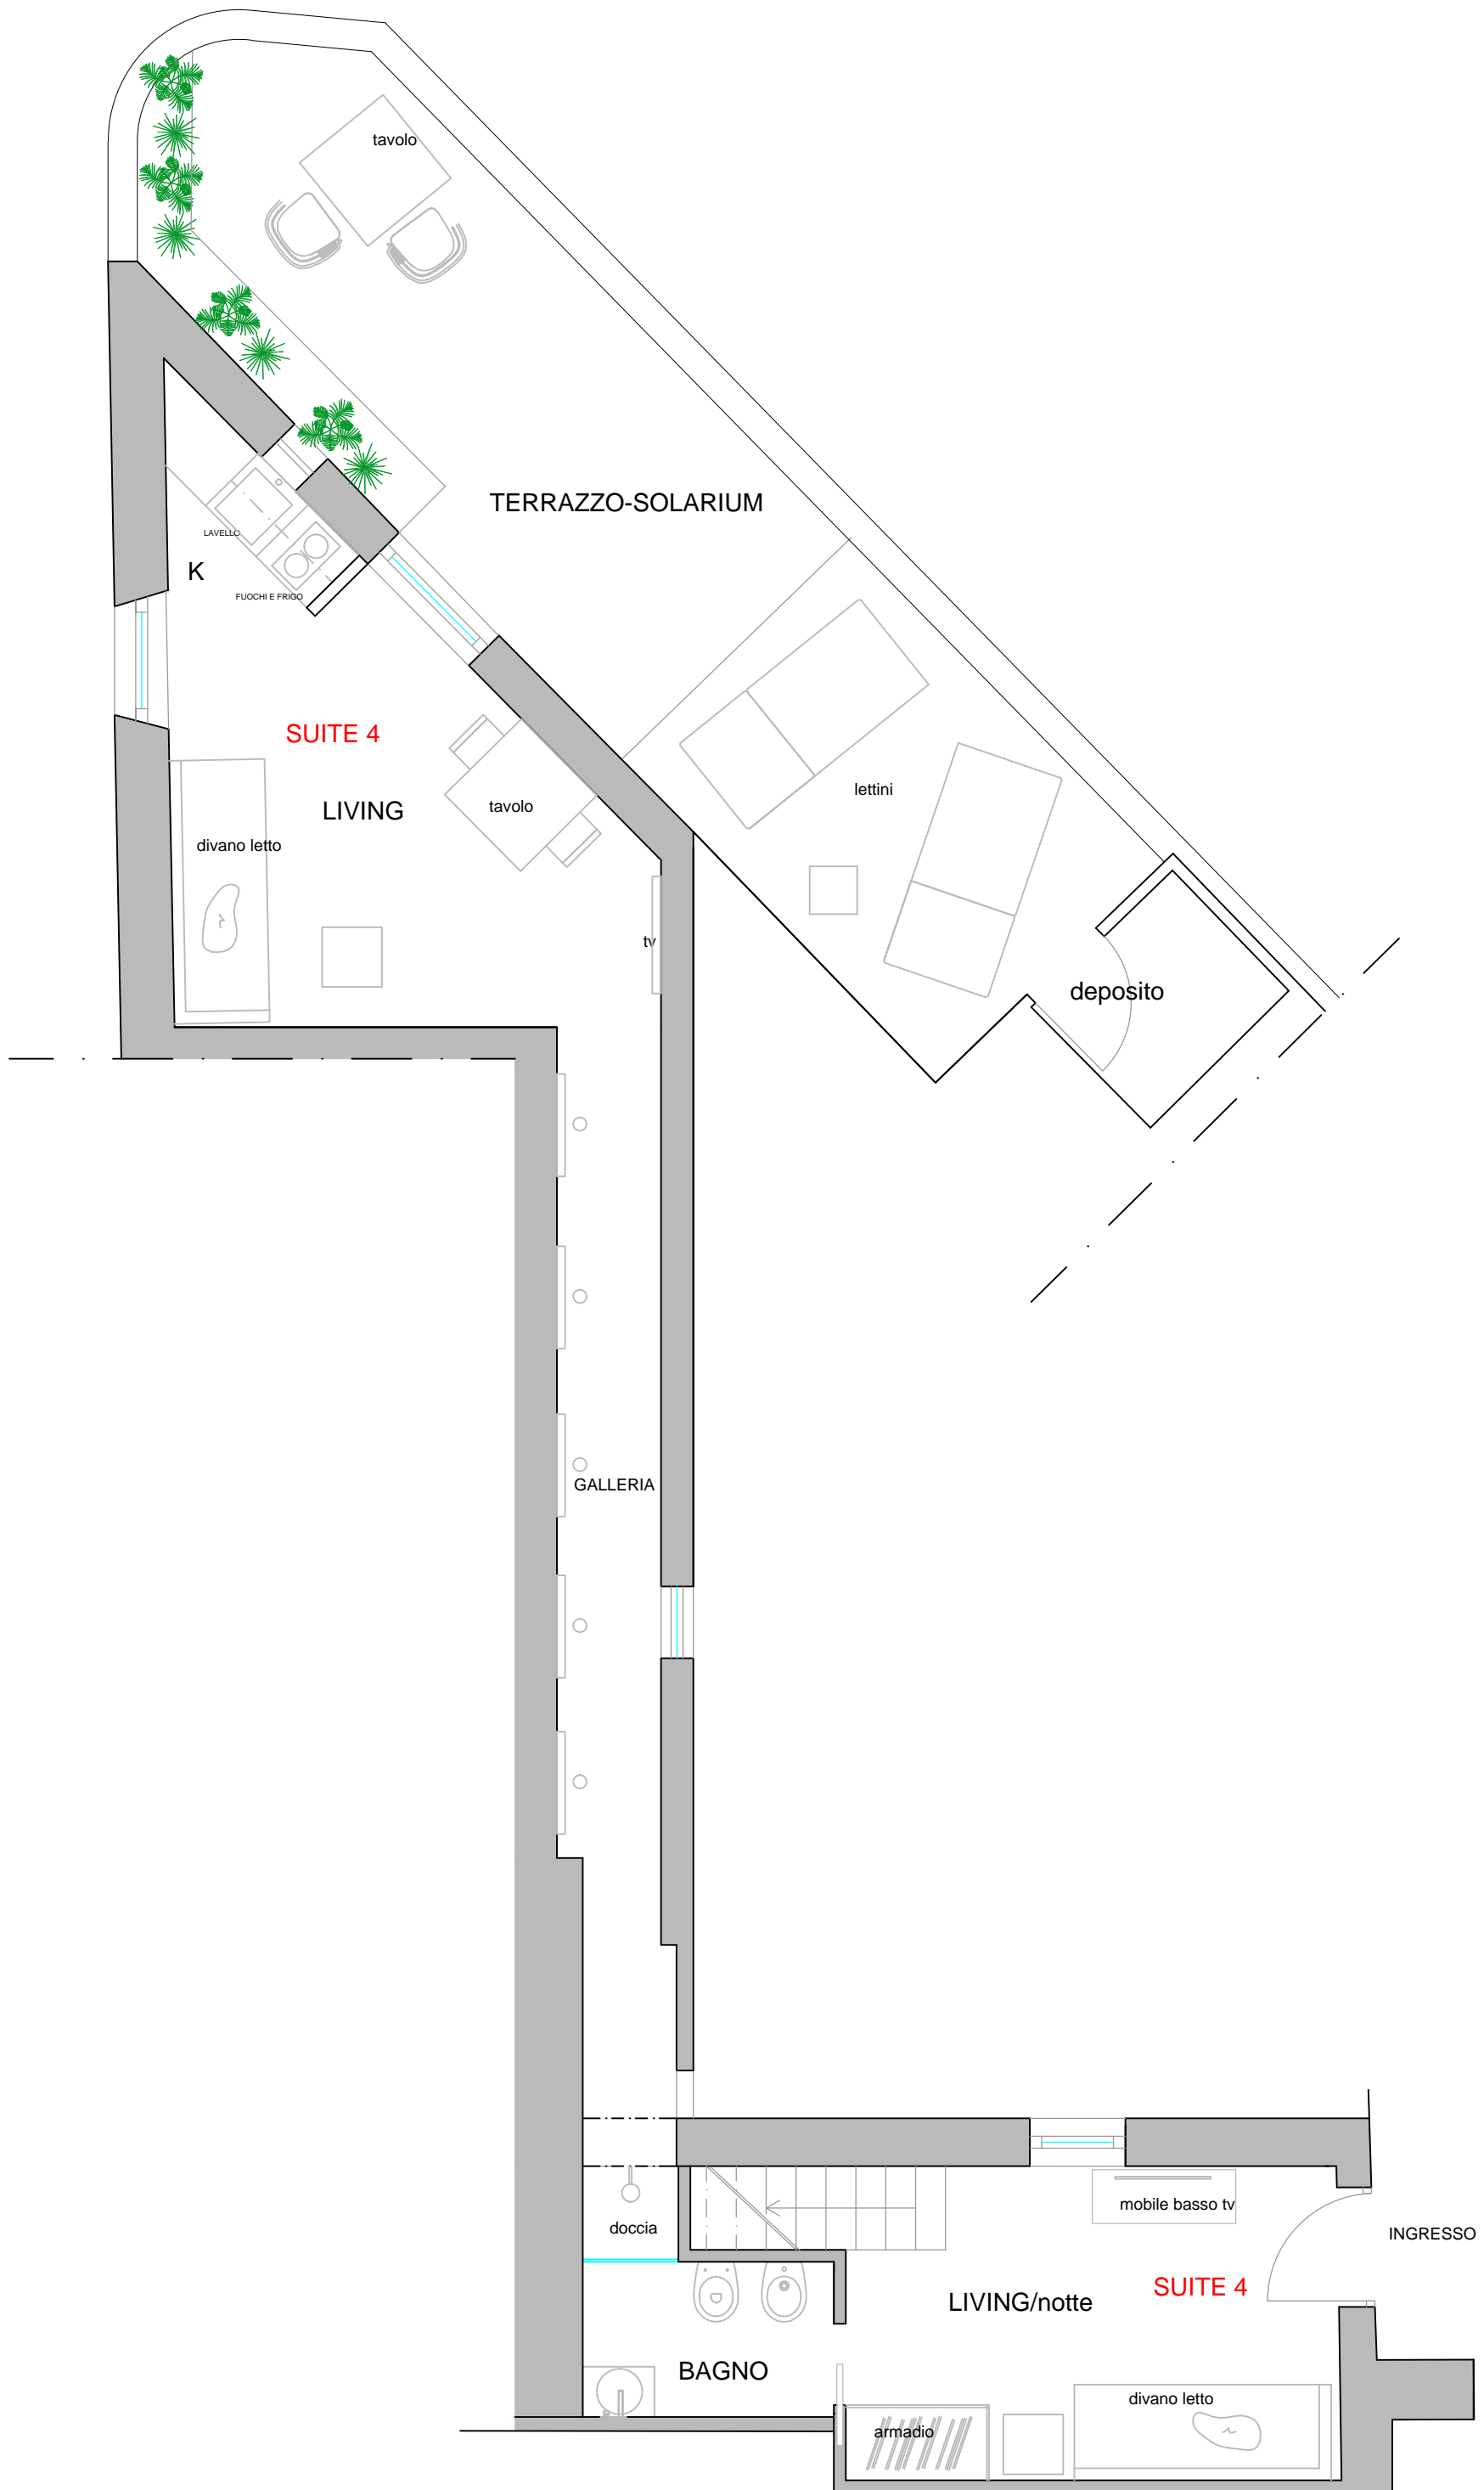 tavolo
TERRAZZO-SOLARIUM
LAVELLO
K
FUOCHI E FRIGO
SUITE 4
lettini
LIVING
tavolo
divano letto
tv
deposito
GALLERIA
mobile basso tv
doccia
INGRESSO
SUITE 4
LIVING/notte
BAGNO
divano letto
armadio